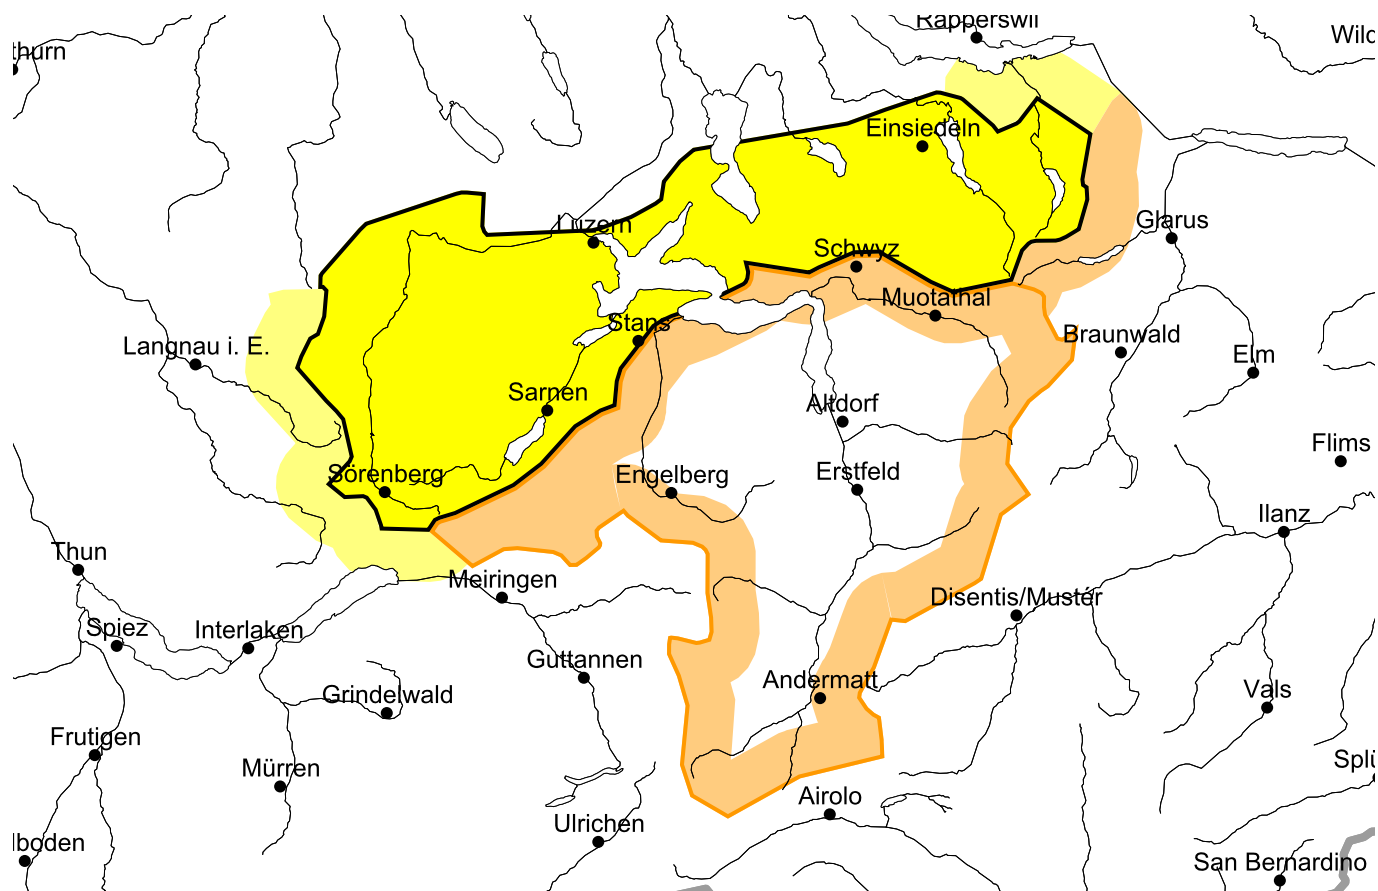 Rapperswil
thurn
Wild
Einsiedeln
Luzern
Glarus
Schwyz
Muotathal
Stans
Braunwald
Langnau i. E.
Elm
Sarnen
Altdorf
Flims
Sörenberg
Engelberg
Erstfeld
Ilanz
Thun
Meiringen
Disentis/Mustér
Spiez
Interlaken
Guttannen
Andermatt
Grindelwald
Vals
Frutigen
Mürren
Splü
Airolo
Ulrichen
lboden
San Bernardino